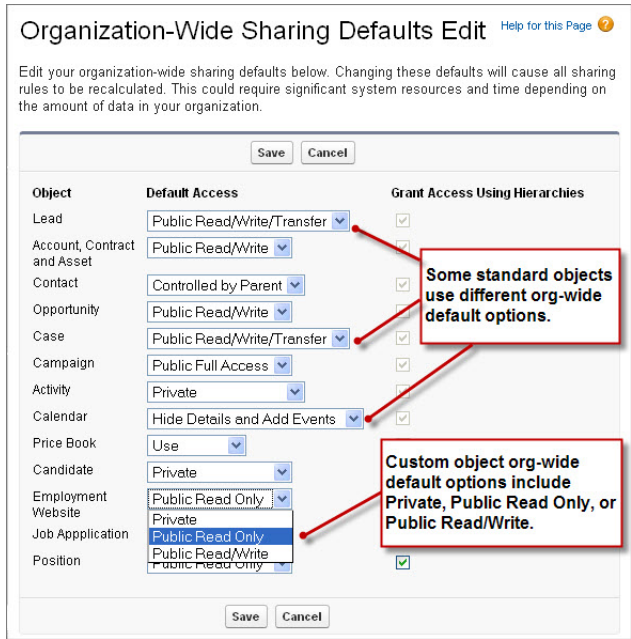 Organization-Wide Sharing Defaults Edit Help for this Page ?
Edit your organization-wide sharing defaults below. Changing these defaults will cause all sharing
rules to be recalculated. This could require significant system resources and time depending on
the amount of data in your organization.
Save Cancel
Object Default Access Grant Access Using Hierarchies
Lead Public Read/Write/Transfer
Account, Contract
and Asset
Public Read/Write
Contact Controlled by Parent
Opportunity Public Read/Write
Case Public Read/Write/Transfer
Campaign Public Full Access
Activity Private
Calendar Hide Details and Add Events
Price Book Use
Candidate Private
Employment
Website
Public Read Only
Private
Public Read Only
Public Read/Write
Job Appplication
Position Public Read Only
Some standard objects
use different org-wide
default options.
Custom object org-wide
default options include
Private, Public Read Only, or
Public Read/Write.
Save Cancel